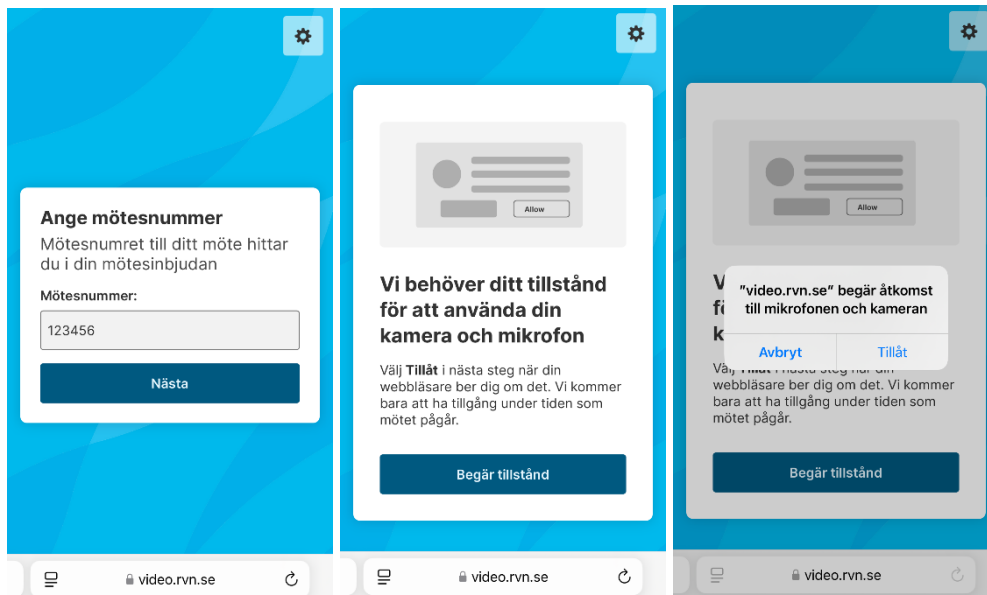 Ange mötesnummer
Mötesnumret till ditt möte hittar
du i din mötesinbjudan
Mötesnummer:
123456
Nästa
video.rvn.se
Allow
Vi behöver ditt tillstånd
för att använda din
kamera och mikrofon
Välj Tillåt i nästa steg när din
webbläsare ber dig om det. Vi kommer
bara att ha tillgång under tiden som
mötet pågår.
Begär tillstånd
video.rvn.se
Allow
"video.rvn.se" begär åtkomst
till mikrofonen och kameran
Avbryt Tillåt
webbläsare ber dig om det. Vi kommer
bara att ha tillgång under tiden som
mötet pågår.
Begär tillstånd
video.rvn.se